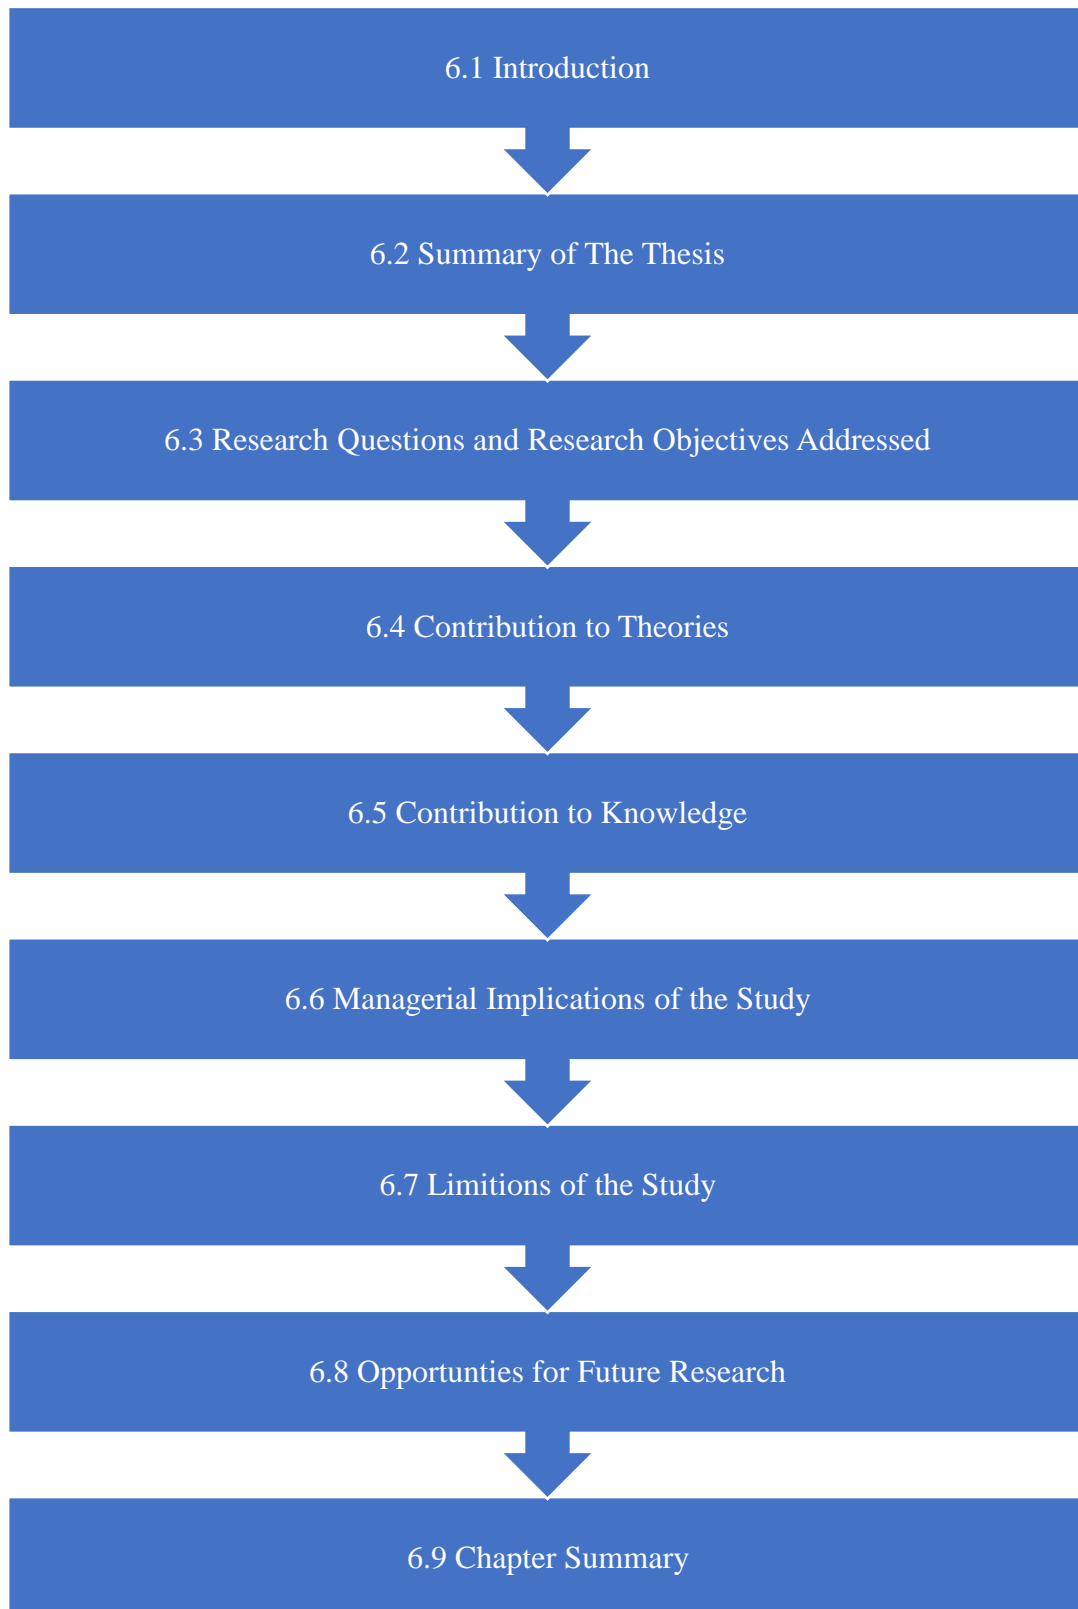 6.1 Introduction
6.2 Summary of The Thesis
6.3 Research Questions and Research Objectives Addressed
6.4 Contribution to Theories
6.5 Contribution to Knowledge
6.6 Managerial Implications of the Study
6.7 Limitions of the Study
6.8 Opportunties for Future Research
6.9 Chapter Summary